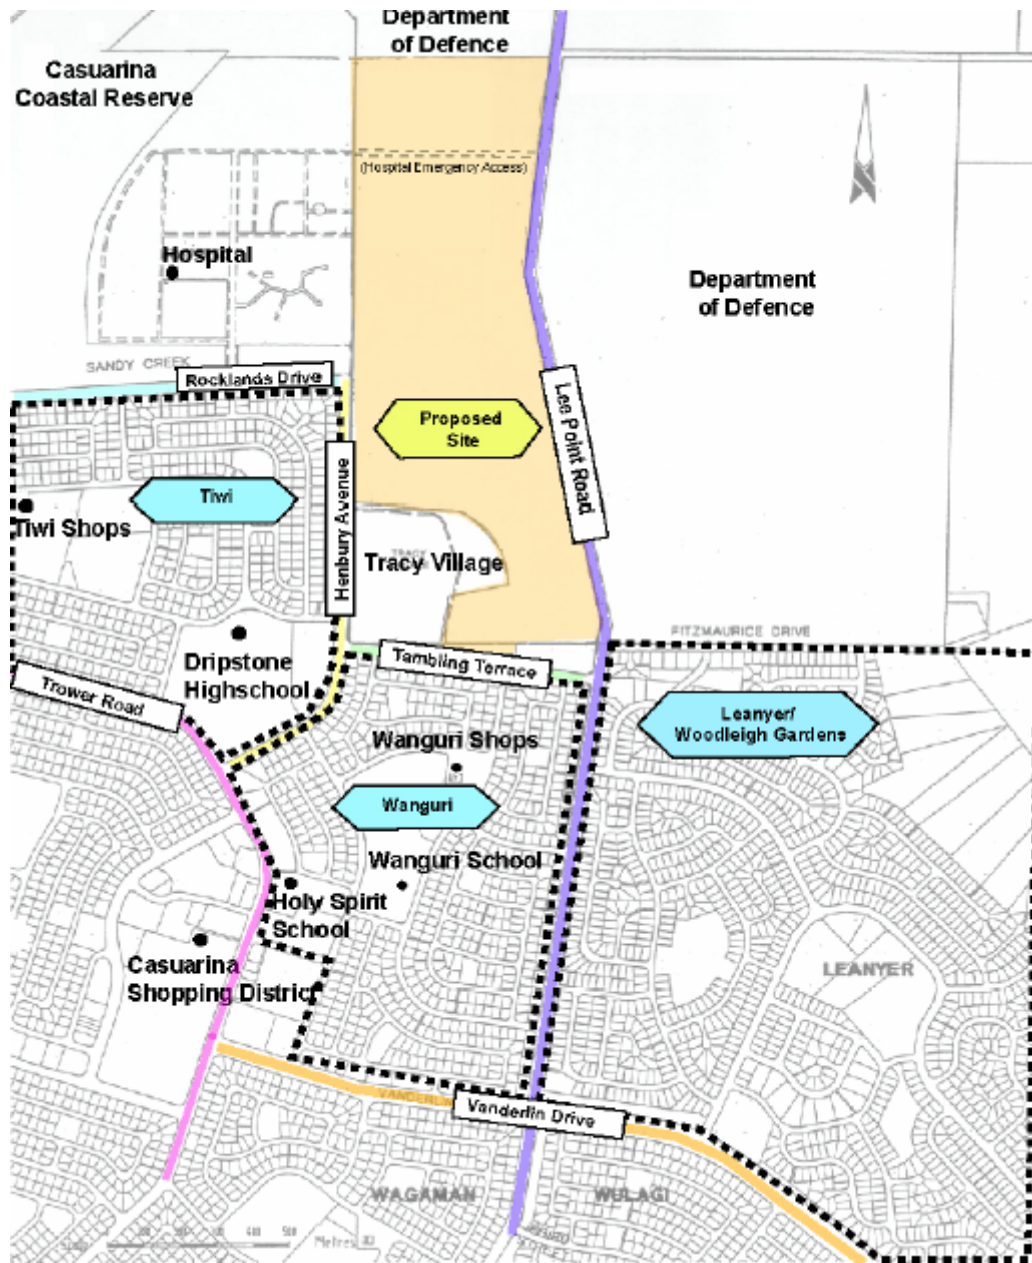 Department
of Defence
Casuarina
Coastal Reserve
(Hospital Emergency Access)
Hospital
Department
of Defence
SANDY CREEK
Rocklands Drive
Proposed
Site
Lee Point Road
Henbury Avenue
Tiwi
Tiwi Shops
Tracy Village
FITZMAURICE DRIVE
Dripstone
Highschool
Tambling Terrace
Trower Road
Leanyer/
Woodleigh Gardens
Wanguri Shops
Wanguri
Wanguri School
Holy Spirit
School
Casuarina
Shopping District
LEANYER
Vanderlin Drive
WAGAMAN
WULAGI
Metres